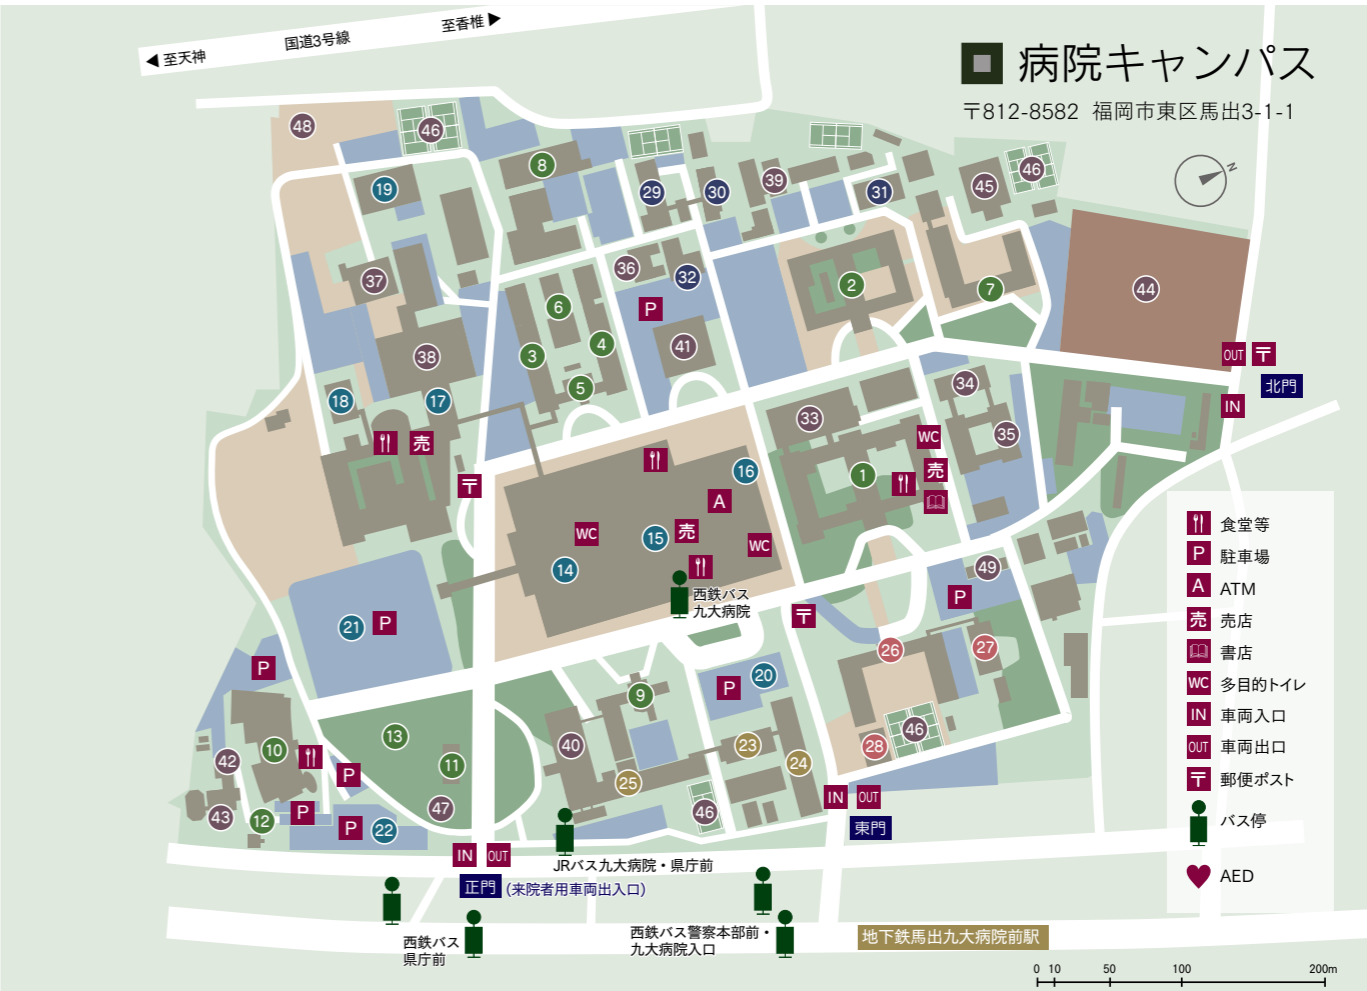 至香椎
国道3号線
至天神
病院キャンパス
〒812-8582 福岡市東区馬出3-1-1
N
48
46
8
19
29
30
39
31
45
46
37
36
32
2
7
44
6
P
3
4
41
38
5
18
17
売
〒
OUT
〒
北門
IN
34
33
35
WC
16
1
売
A
WC
15
売
WC
14
西鉄バス
九大病院
〒
49
P
21
P
P
26
27
20
P
9
13
40
23
46
28
24
10
42
11
25
P
43
12
P
P
22
47
46
IN
OUT
東門
IN
OUT
正門
(来院者用車両出入口)
JRバス九大病院・県庁前
西鉄バス
県庁前
西鉄バス警察本部前・
九大病院入口
地下鉄馬出九大病院前駅
食堂等
P 駐車場
A ATM
売 売店
書店
WC 多目的トイレ
IN 車両入口
OUT 車両出口
〒 郵便ポスト
バス停
AED
0 10 50 100 200m